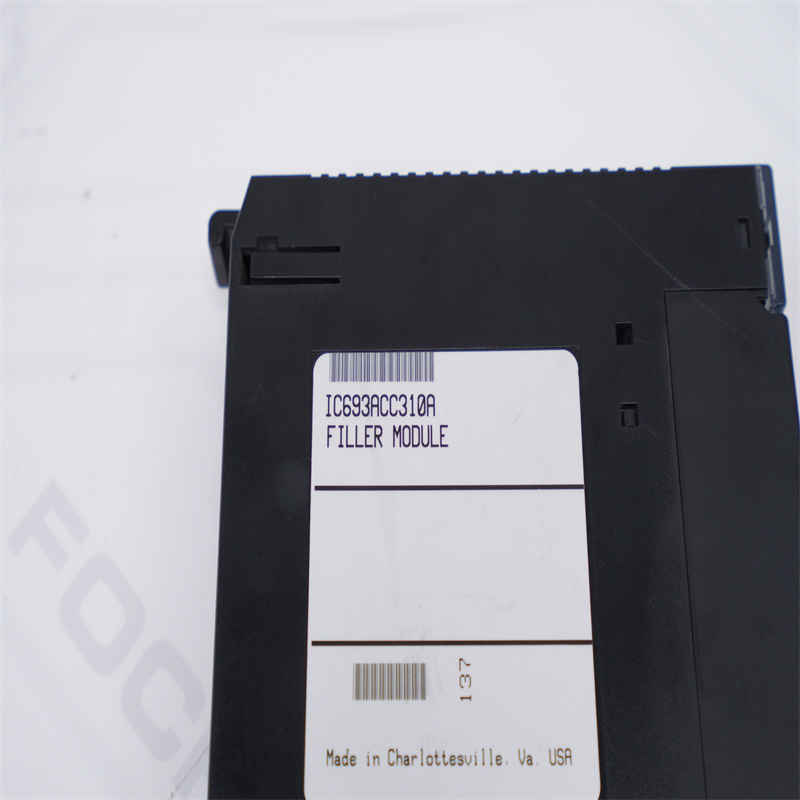 IC693ACC310A
FILLER MODULE
137
Made in Charlottesville, Va. USA